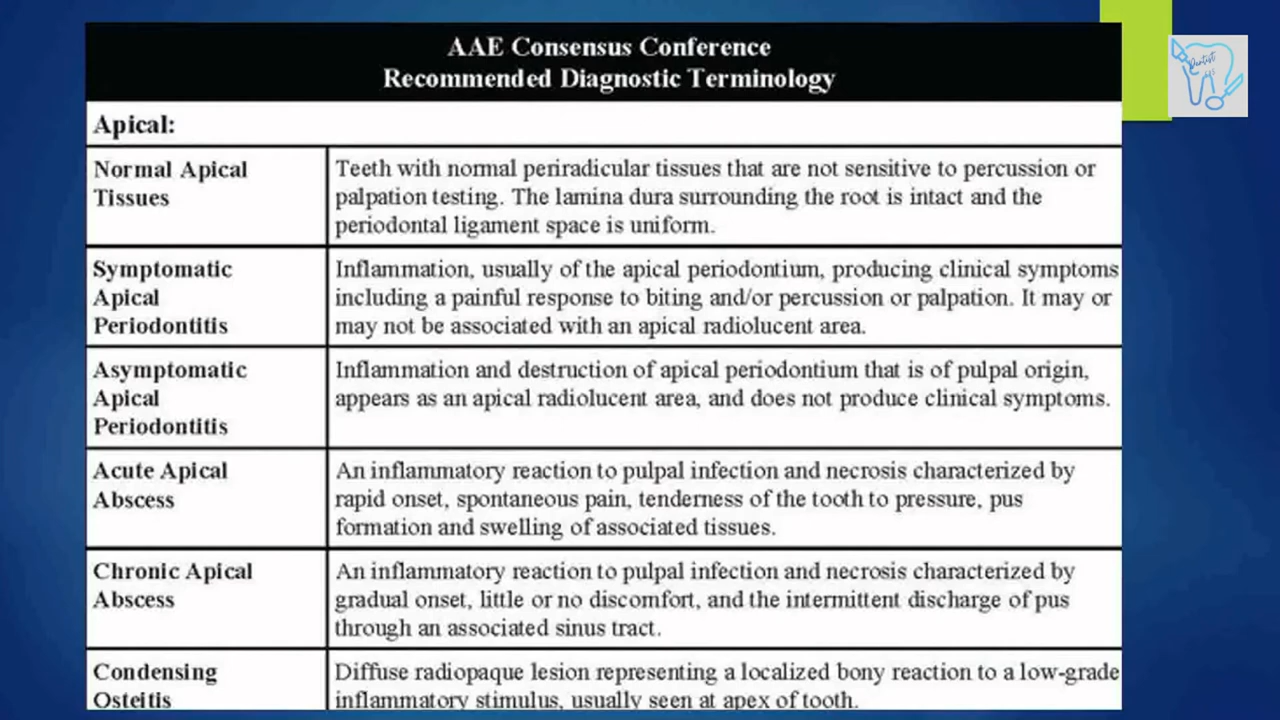 AAE Consensus Conference
Recommended Diagnostic Terminology
Apical:
Normal Apical
Tissues
Teeth with normal periradicular tissues that are not sensitive to percussion or
palpation testing. The lamina dura surrounding the root is intact and the
periodontal ligament space is uniform.
Symptomatic
Apical
Periodontitis
Inflammation, usually of the apical periodontium, producing clinical symptoms
including a painful response to biting and/or percussion or palpation. It may or
may not be associated with an apical radiolucent area.
Asymptomatic
Apical
Periodontitis
Inflammation and destruction of apical periodontium that is of pulpal origin,
appears as an apical radiolucent area, and does not produce clinical symptoms.
Acute Apical
Abscess
An inflammatory reaction to pulpal infection and necrosis characterized by
rapid onset, spontaneous pain, tenderness of the tooth to pressure, pus
formation and swelling of associated tissues.
Chronic Apical
Abscess
An inflammatory reaction to pulpal infection and necrosis characterized by
gradual onset, little or no discomfort, and the intermittent discharge of pus
through an associated sinus tract.
Condensing
Osteitis
Diffuse radiopaque lesion representing a localized bony reaction to a low-grade
inflammatory stimulus, usually seen at apex of tooth.
Dentist